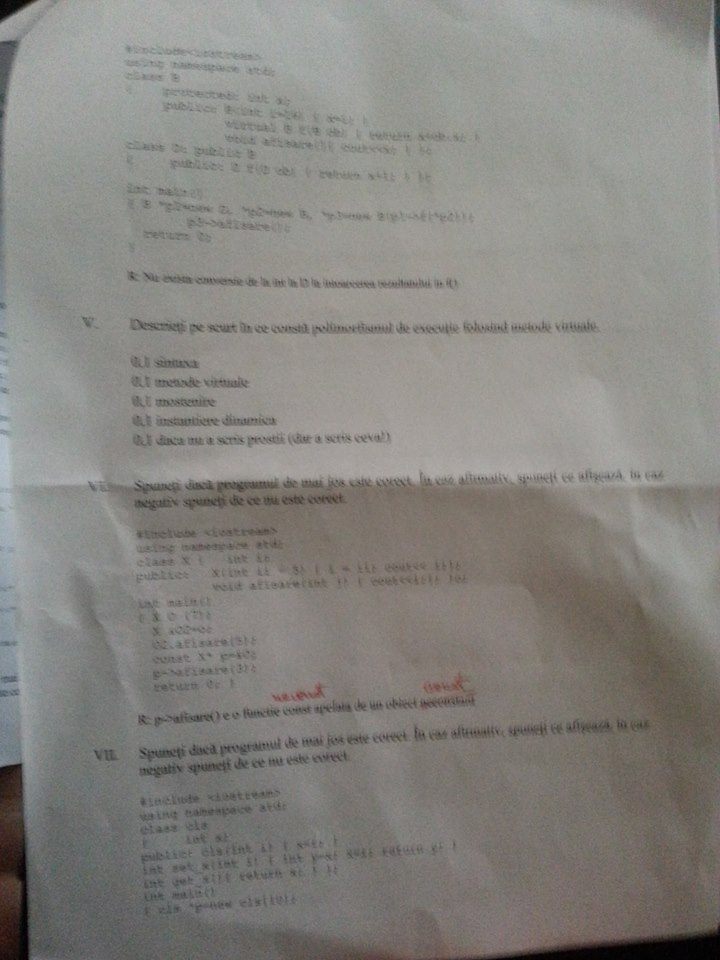 #include<iostream>
using namespace std;
class B
{ protected: int x;
public: B(int i=16) { x=i; }
virtual B f(B ob) { return x+ob.x; }
void afisare(){ cout<<x; } };
class D: public B
{ public: D f(D ob) { return x+1; } };
int main()
{ B *p1=new D, *p2=new B, *p3=new B(p1->f(*p2));
p3->afisare();
return 0;
}
R: Nu exista conversie de la int la D la intoarcerea rezultatului in f()
V. Descrieţi pe scurt în ce constă polimorfismul de execuţie folosind metode virtuale.
0,1 sintaxa
0,1 metode virtuale
0,1 mostenire
0,1 instantiere dinamica
0,1 daca nu a scris prostii (dar a scris ceva!)
VI. Spuneţi dacă programul de mai jos este corect. În caz afirmativ, spuneţi ce afişează, în caz
negativ spuneţi de ce nu este corect.
#include <iostream>
using namespace std;
class X { int i;
public: X(int ii = 5) { i = ii; cout<< i;};
void afisare(int j) { cout<<i;} };
int main()
{ X O (7);
X
O2.afisare(5);
const X* p=&O;
p->afisare(3);
return 0; }
neconst const
R: p->afisare() e o functie const apelata de un obiect neconstant
VII. Spuneţi dacă programul de mai jos este corect. În caz afirmativ, spuneţi ce afişează, în caz
negativ spuneţi de ce nu este corect.
#include <iostream>
using namespace std;
class cls
{ int x;
public: cls(int i) { x=i; }
int set_x(int i) { int y=x; x=i; return y; }
int get_x(){ return x; } };
int main()
{ cls *p=new cls[10];